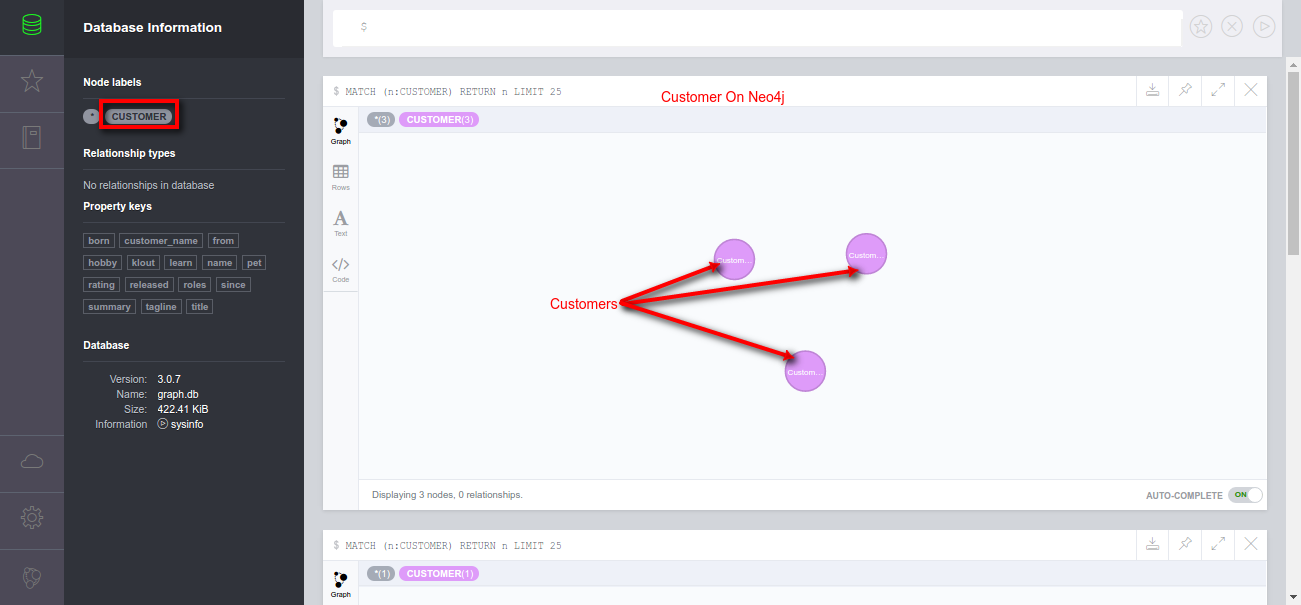 Database Information
Node labels
* CUSTOMER
Relationship types
No relationships in database
Property keys
born customer_name from
hobby klout learn name pet
rating released roles since
summary tagline title
Database
Version: 3.0.7
Name: graph.db
Size: 422.41 KiB
Information sysinfo
$
$ MATCH (n:CUSTOMER) RETURN n LIMIT 25
Customer On Neo4j
*(3) CUSTOMER(3)
Graph
Rows
A
Text
</>
Code
Custom...
Custom...
Customers
Custom...
Displaying 3 nodes, 0 relationships.
AUTO-COMPLETE ON
$ MATCH (n:CUSTOMER) RETURN n LIMIT 25
*(1) CUSTOMER(1)
Graph